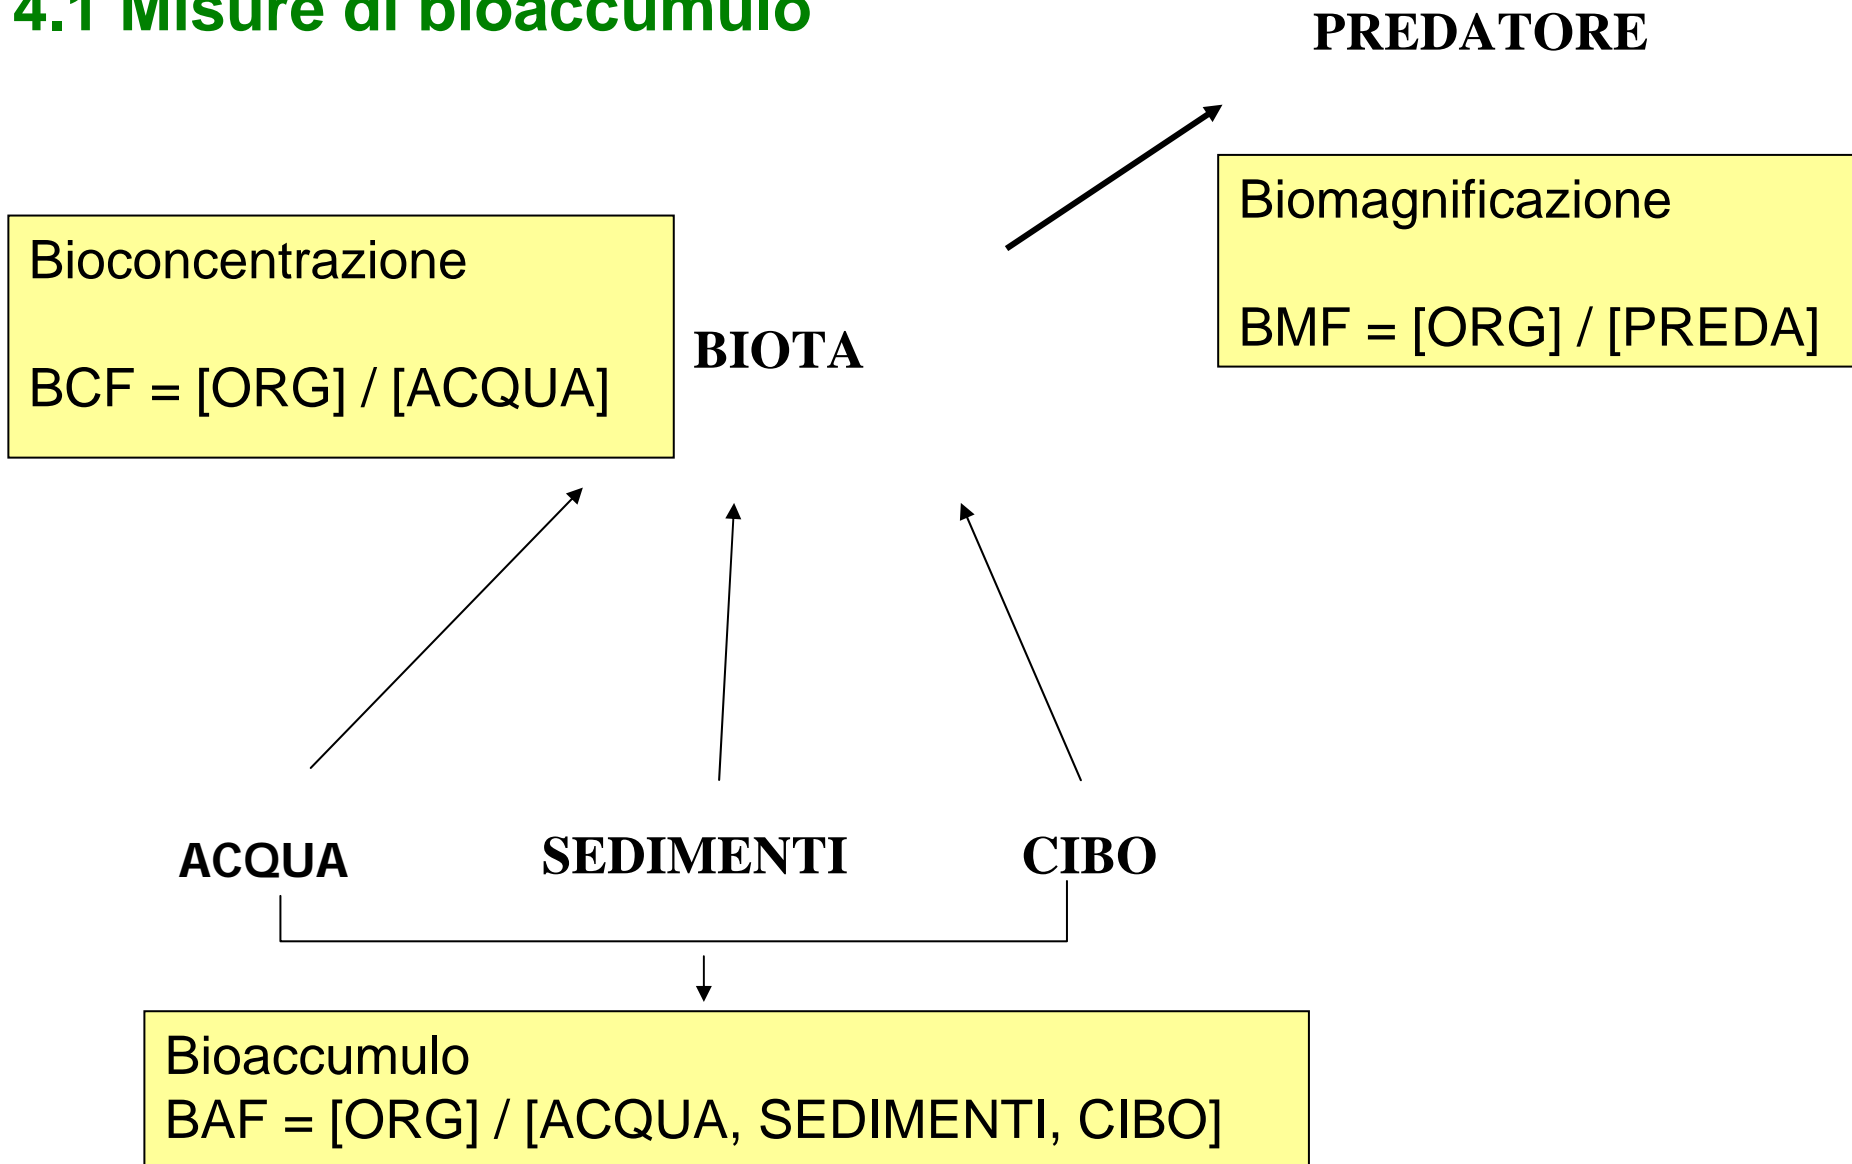 4.1 Misure di bioaccumulo
PREDATORE
Biomagnificazione
BMF = [ORG] / [PREDA]
Bioconcentrazione
BCF = [ORG] / [ACQUA]
BIOTA
ACQUA
SEDIMENTI
CIBO
Bioaccumulo
BAF = [ORG] / [ACQUA, SEDIMENTI, CIBO]